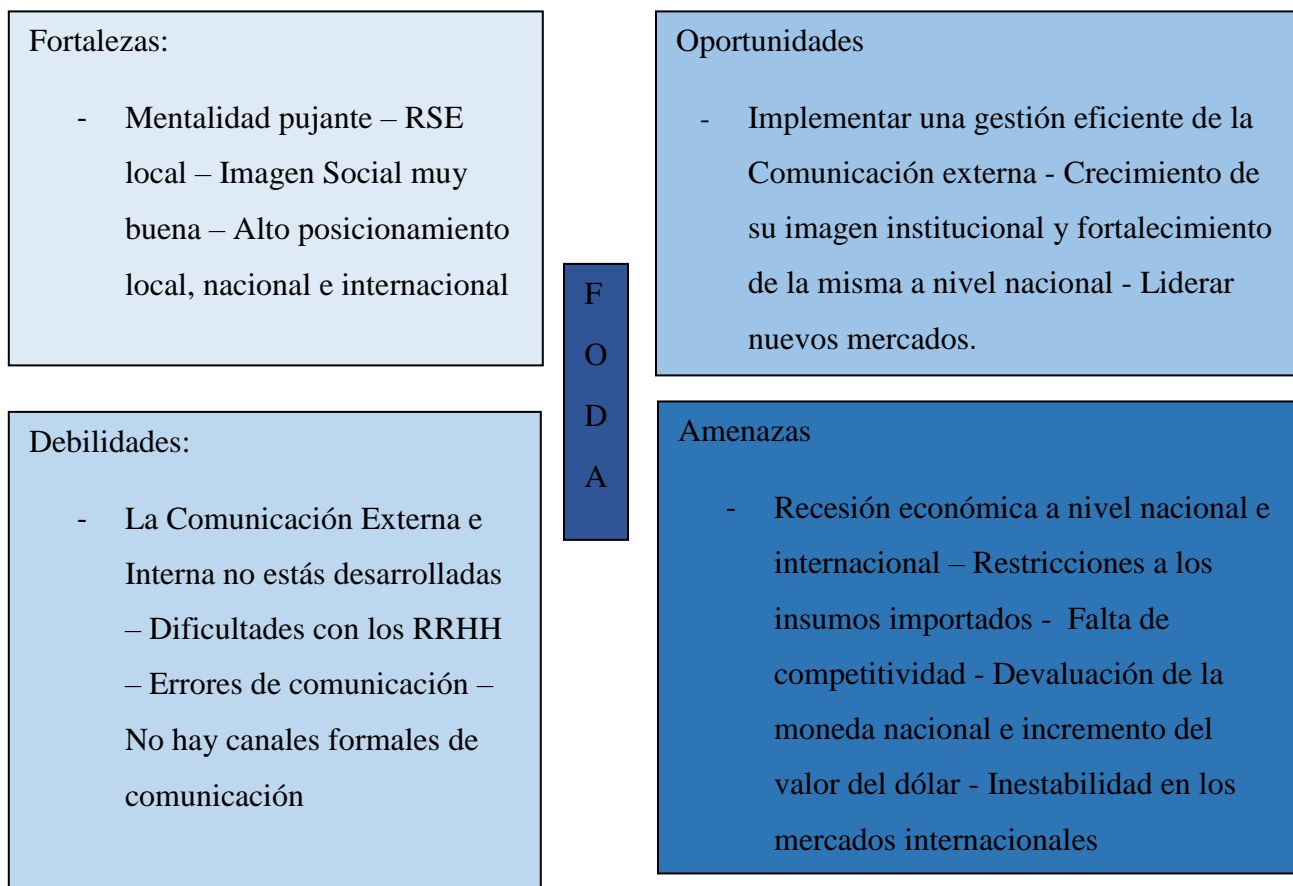 Fortalezas:
- Mentalidad pujante – RSE
local – Imagen Social muy
buena – Alto posicionamiento
local, nacional e internacional
Oportunidades
- Implementar una gestión eficiente de la
Comunicación externa - Crecimiento de
su imagen institucional y fortalecimiento
de la misma a nivel nacional - Liderar
nuevos mercados.
F
O
D
A
Debilidades:
- La Comunicación Externa e
Interna no estás desarrolladas
– Dificultades con los RRHH
– Errores de comunicación –
No hay canales formales de
comunicación
Amenazas
- Recesión económica a nivel nacional e
internacional – Restricciones a los
insumos importados - Falta de
competitividad - Devaluación de la
moneda nacional e incremento del
valor del dólar - Inestabilidad en los
mercados internacionales